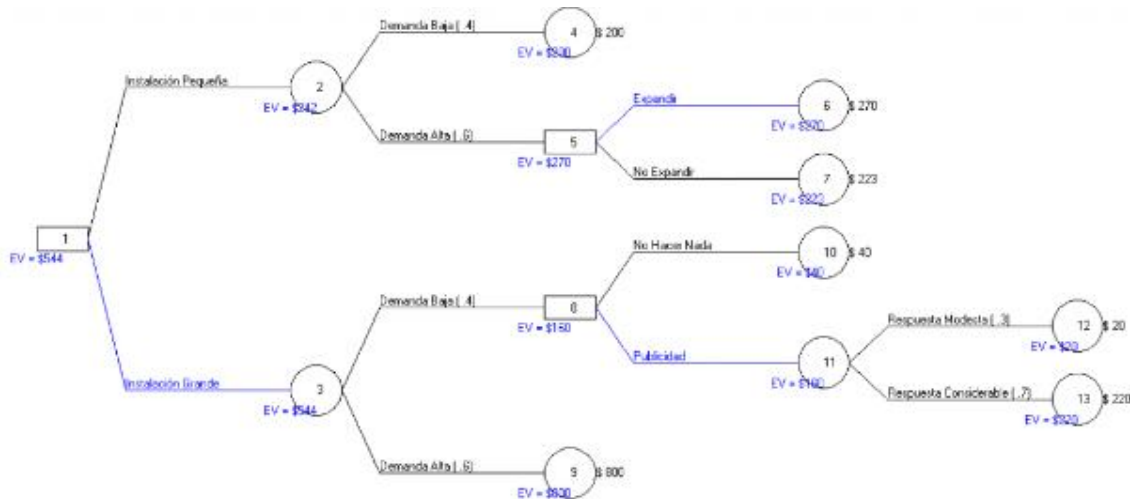 Demanda Baja ( .4)
4
$ 200
EV = $200
Instalación Pequeña
2
EV = $242
Expandir
6
$ 270
EV = $270
Demanda Alta ( .6)
5
EV = $270
No Expandir
7
$ 223
EV = $223
1
EV = $544
No Hacer Nada
10
$ 40
EV = $40
Demanda Baja ( .4)
8
EV = $160
Respuesta Modesta ( .3)
12
$ 20
EV = $20
Publicidad
11
EV = $160
Instalación Grande
3
EV = $544
Respuesta Considerable ( .7)
13
$ 220
EV = $220
Demanda Alta ( .6)
9
$ 800
EV = $800